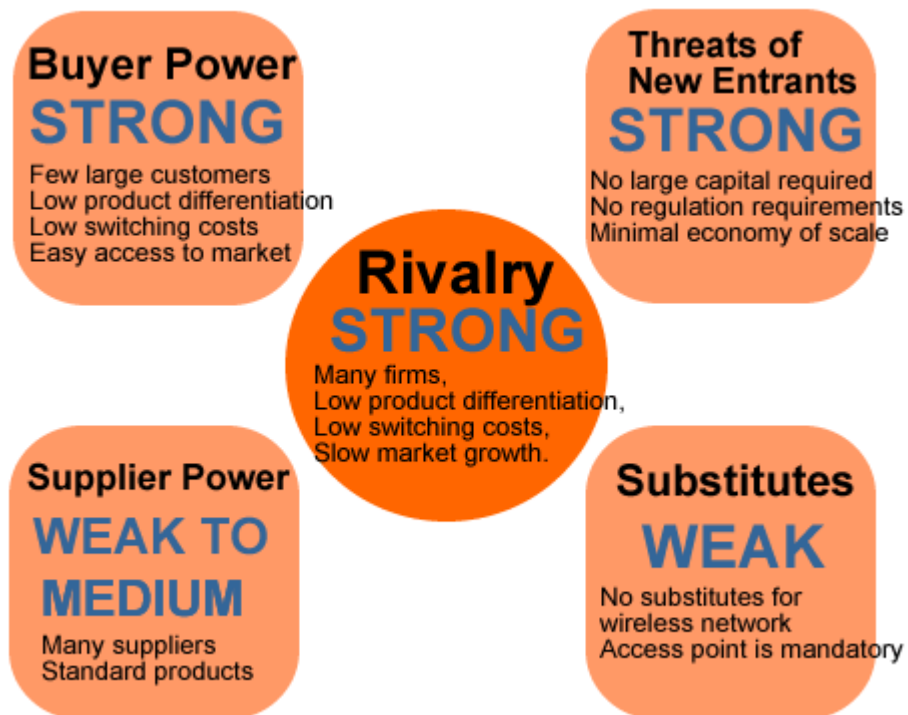 Buyer Power
STRONG
Few large customers
Low product differentiation
Low switching costs
Easy access to market
Threats of
New Entrants
STRONG
No large capital required
No regulation requirements
Minimal economy of scale
Rivalry
STRONG
Many firms,
Low product differentiation,
Low switching costs,
Slow market growth.
Supplier Power
WEAK TO
MEDIUM
Many suppliers
Standard products
Substitutes
WEAK
No substitutes for
wireless network
Access point is mandatory